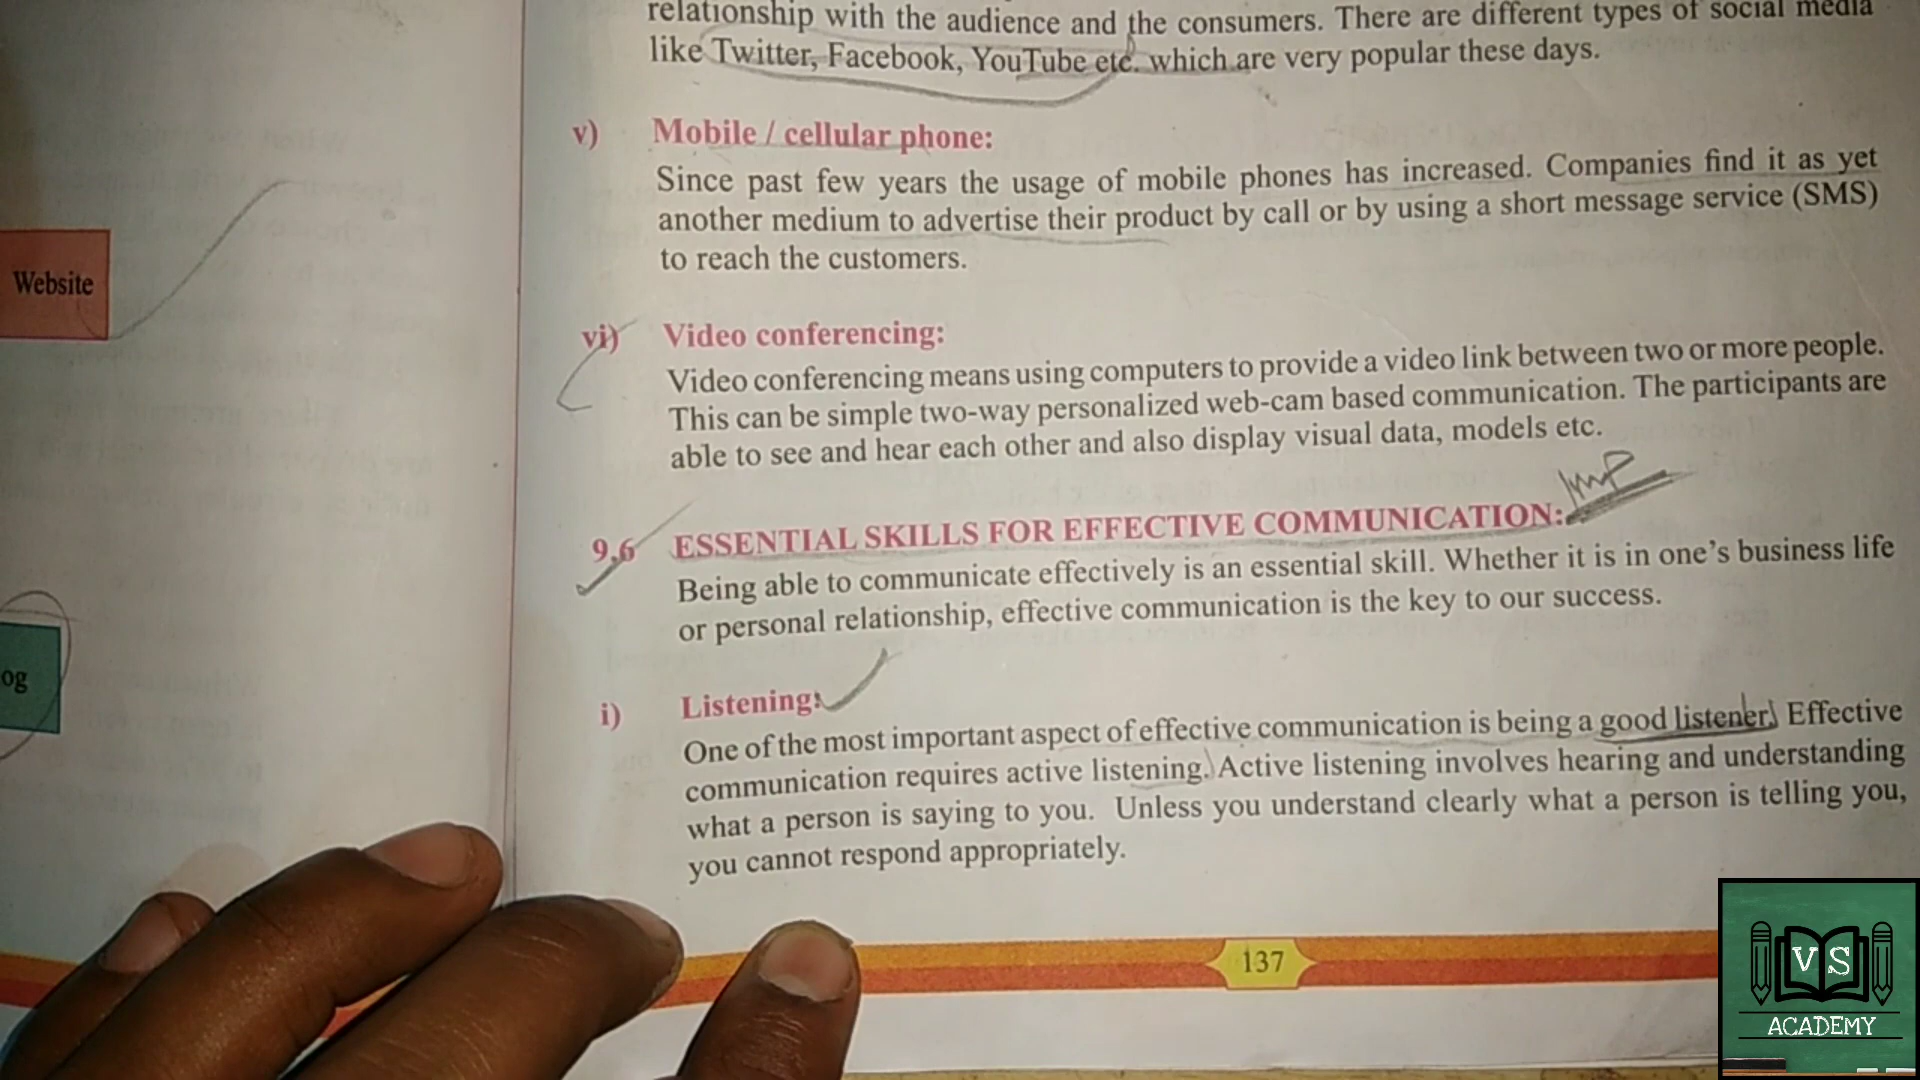 relationship with the audience and the consumers. There are different types of social media
like Twitter, Facebook, YouTube etc. which are very popular these days.
v) Mobile / cellular phone:
Since past few years the usage of mobile phones has increased. Companies find it as yet
another medium to advertise their product by call or by using a short message service (SMS)
to reach the customers.
Website
vi) Video conferencing:
Video conferencing means using computers to provide a video link between two or more people.
This can be simple two-way personalized web-cam based communication. The participants are
able to see and hear each other and also display visual data, models etc.
Imp
9.6 ESSENTIAL SKILLS FOR EFFECTIVE COMMUNICATION:
Being able to communicate effectively is an essential skill. Whether it is in one's business life
or personal relationship, effective communication is the key to our success.
og
i) Listening:
One of the most important aspect of effective communication is being a good listener. Effective
communication requires active listening. Active listening involves hearing and understanding
what a person is saying to you. Unless you understand clearly what a person is telling you,
you cannot respond appropriately.
137
VS
ACADEMY